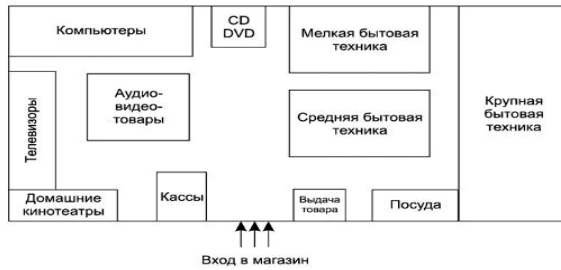 Компьютеры
CD
DVD
Мелкая бытовая
техника
Аудио-
видео-
товары
Телевизоры
Средняя бытовая
техника
Крупная
бытовая
техника
Домашние
кинотеатры
Кассы
Выдача
товара
Посуда
Вход в магазин